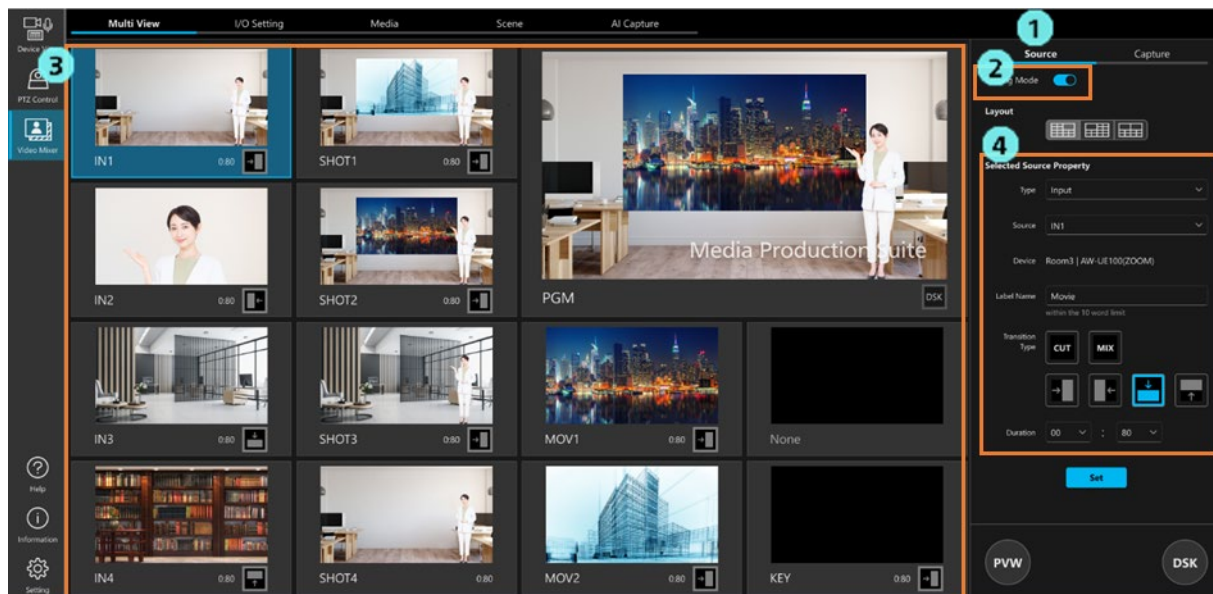 Multi View
I/O Setting
Media
Scene
AI Capture
1
Source
Capture
Device
3
PTZ Control
Video Mixer
2
Mode
Layout
4
Selected Source Property
Type
Input
Source
IN1
Device
Room3 | AW-UE100(ZOOM)
Label Name
Movie
within the 10 word limit
Transition
Type
CUT
MIX
Duration
00
:
80
Set
PVW
DSK
IN1
0:80
SHOT1
0:80
Media Production Suite
PGM
DSK
IN2
0:80
SHOT2
0:80
IN3
0:80
SHOT3
0:80
MOV1
0:80
None
IN4
0:80
SHOT4
0:80
MOV2
0:80
KEY
0:80
Help
Information
Setting